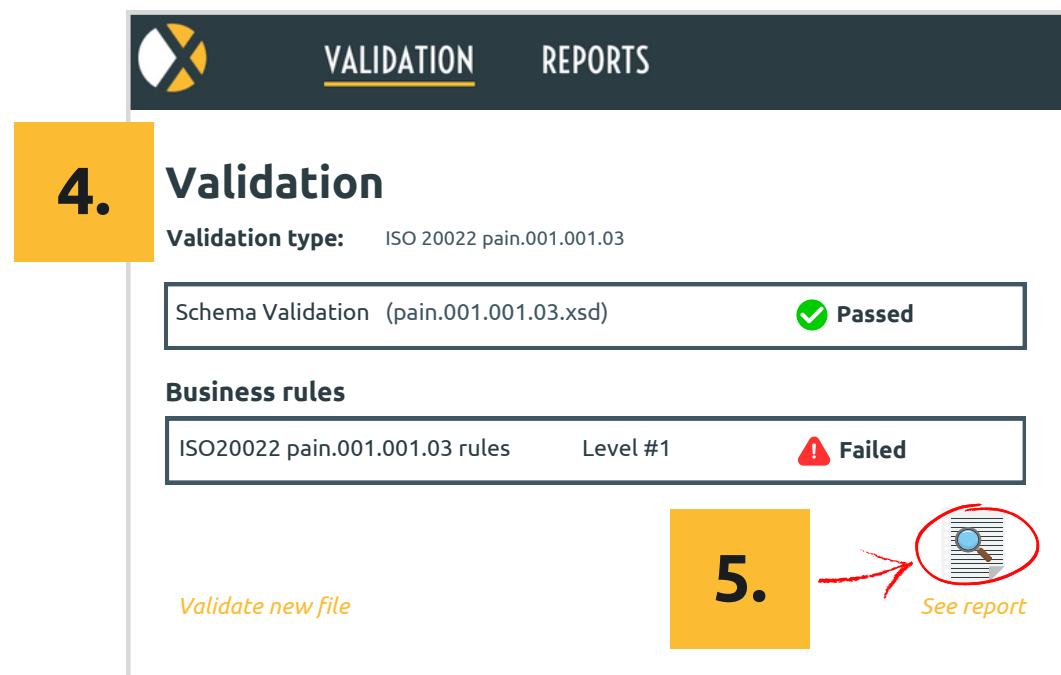 VALIDATION REPORTS
4.
Validation
Validation type: ISO 20022 pain.001.001.03
Schema Validation (pain.001.001.03.xsd) Passed
Business rules
ISO20022 pain.001.001.03 rules Level #1 Failed
5.
Validate new file See report